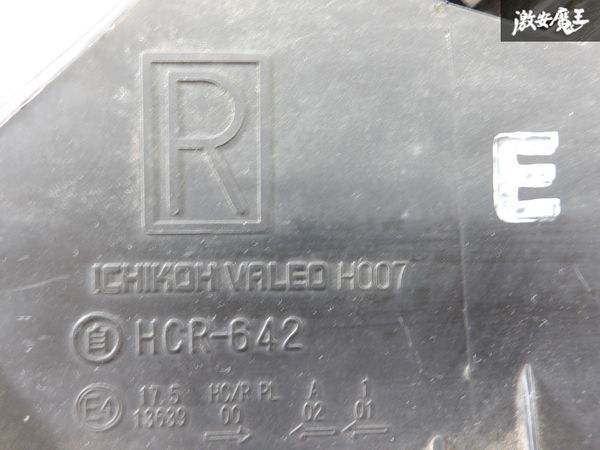 激安魔王
R
E
ICHIKOH VALEO H007
自 HCR-642
E4 17.5 HC/R PL A 1
13639 00 02 01